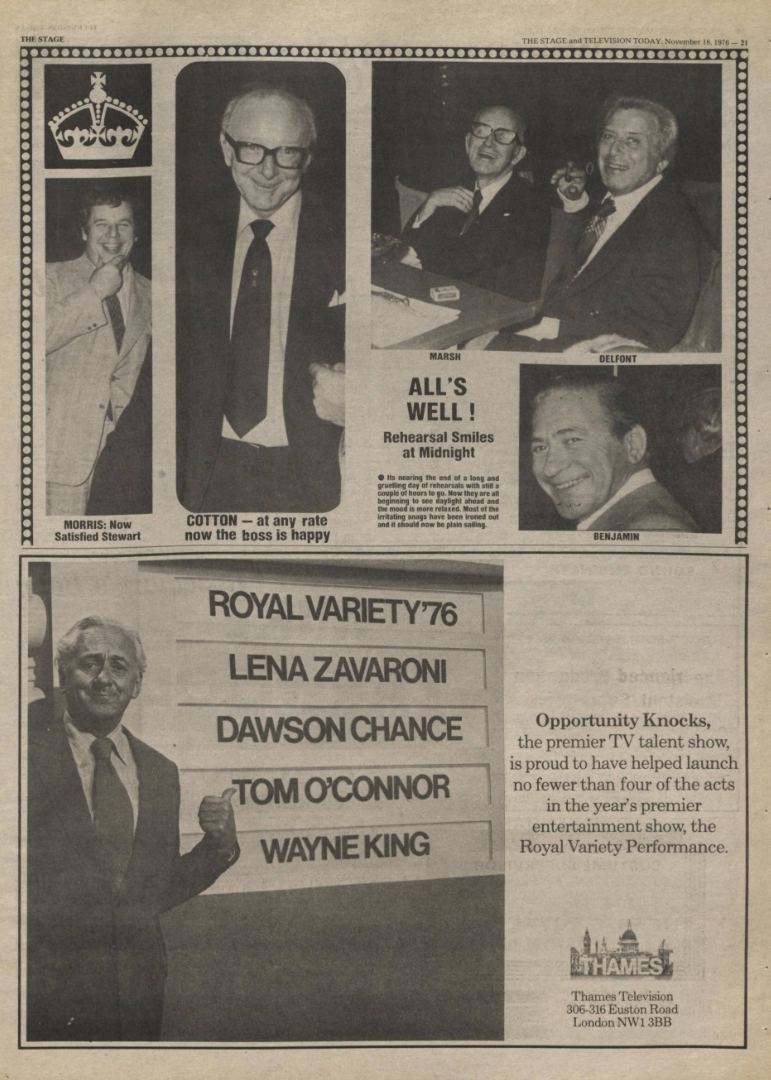 THE STAGE
THE STAGE and TELEVISION TODAY, November 18, 1976 — 21
MORRIS: Now
Satisfied Stewart
COTTON — at any rate
now the boss is happy
MARSH
DELFONT
ALL'S
WELL !
Rehearsal Smiles
at Midnight
● Its nearing the end of a long and
gruelling day of rehearsals with still a
couple of hours to go. Now they are all
beginning to see daylight ahead and
the mood is more relaxed. Most of the
irritating snags have been ironed out
and it should now be plain sailing.
BENJAMIN
ROYAL VARIETY '76
LENA ZAVARONI
DAWSON CHANCE
TOM O'CONNOR
WAYNE KING
Opportunity Knocks,
the premier TV talent show,
is proud to have helped launch
no fewer than four of the acts
in the year's premier
entertainment show, the
Royal Variety Performance.
THAMES
Thames Television
306-316 Euston Road
London NW1 3BB